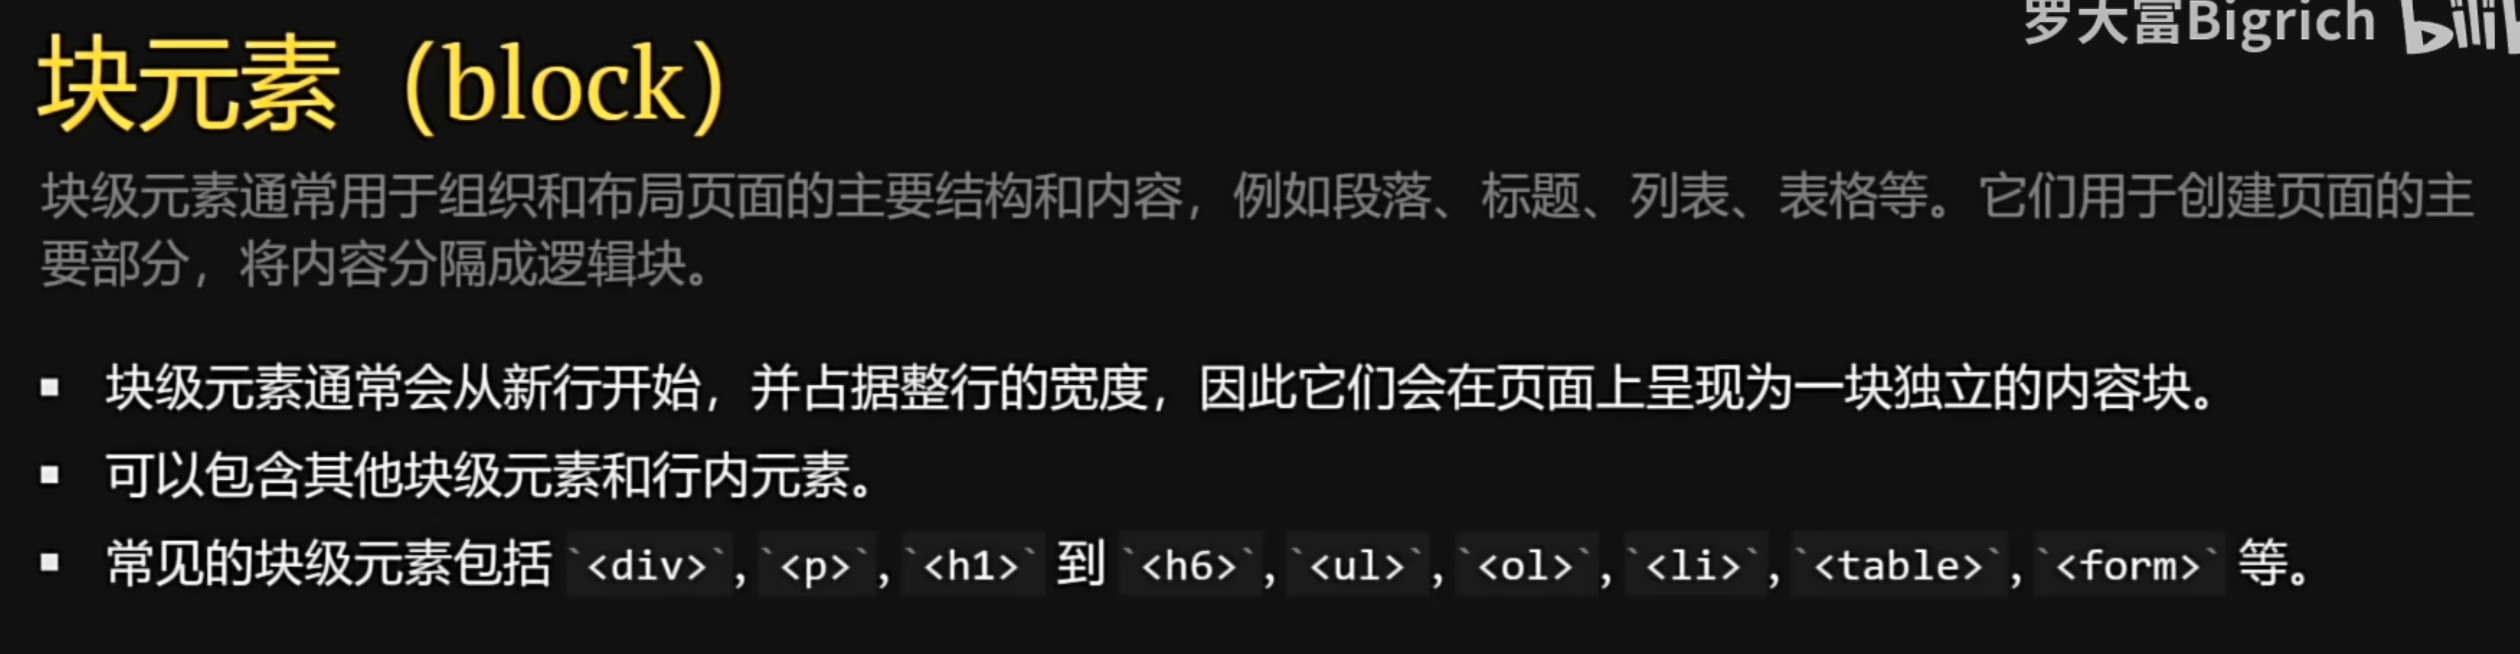 罗大富Bigrich bilibili
块元素（block）
块级元素通常用于组织和布局页面的主要结构和内容，例如段落、标题、列表、表格等。它们用于创建页面的主
要部分，将内容分隔成逻辑块。
▪ 块级元素通常会从新行开始，并占据整行的宽度，因此它们会在页面上呈现为一块独立的内容块。
▪ 可以包含其他块级元素和行内元素。
▪ 常见的块级元素包括 `<div>`, `<p>`, `<h1>` 到 `<h6>`, `<ul>`, `<ol>`, `<li>`, `<table>`, `<form>` 等。